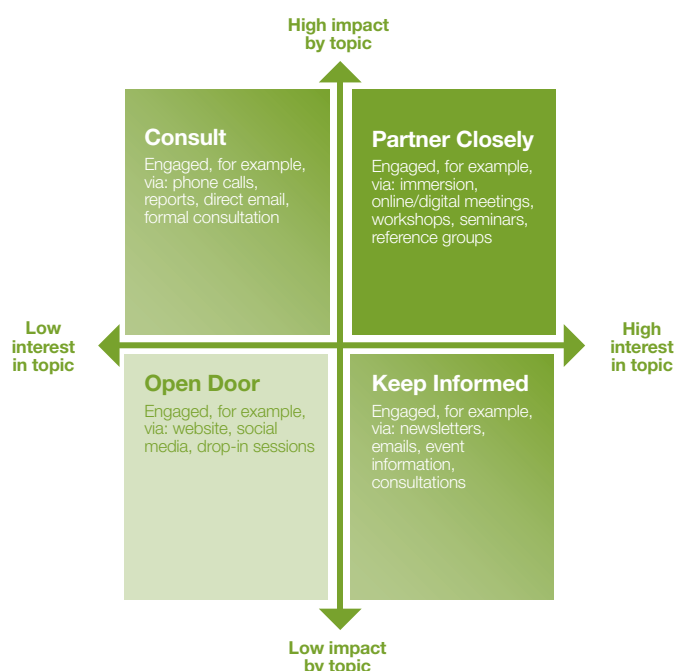 High impact
by topic
Consult
Engaged, for example,
via: phone calls,
reports, direct email,
formal consultation
Partner Closely
Engaged, for example,
via: immersion,
online/digital meetings,
workshops, seminars,
reference groups
Low
interest
in topic
High
interest
in topic
Open Door
Engaged, for example,
via: website, social
media, drop-in sessions
Keep Informed
Engaged, for example,
via: newsletters,
emails, event
information,
consultations
Low impact
by topic